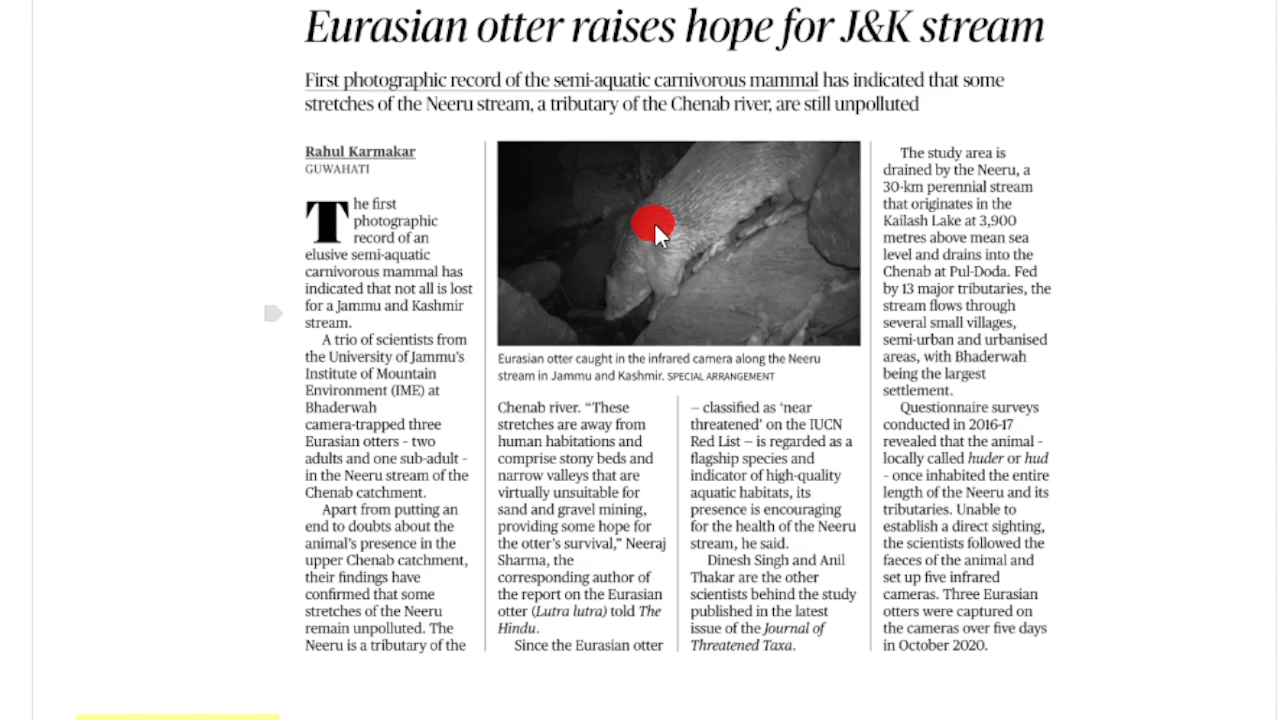 Eurasian otter raises hope for J&K stream
First photographic record of the semi-aquatic carnivorous mammal has indicated that some
stretches of the Neeru stream, a tributary of the Chenab river, are still unpolluted
Rahul Karmakar
GUWAHATI
The first
photographic
record of an
elusive semi-aquatic
carnivorous mammal has
indicated that not all is lost
for a Jammu and Kashmir
stream.
A trio of scientists from
the University of Jammu's
Institute of Mountain
Environment (IME) at
Bhaderwah
camera-trapped three
Eurasian otters - two
adults and one sub-adult -
in the Neeru stream of the
Chenab catchment.
Apart from putting an
end to doubts about the
animal's presence in the
upper Chenab catchment,
their findings have
confirmed that some
stretches of the Neeru
remain unpolluted. The
Neeru is a tributary of the
Eurasian otter caught in the infrared camera along the Neeru
stream in Jammu and Kashmir. SPECIAL ARRANGEMENT
Chenab river. “These
stretches are away from
human habitations and
comprise stony beds and
narrow valleys that are
virtually unsuitable for
sand and gravel mining,
providing some hope for
the otter's survival,” Neeraj
Sharma, the
corresponding author of
the report on the Eurasian
otter (Lutra lutra) told The
Hindu.
Since the Eurasian otter
– classified as ‘near
threatened’ on the IUCN
Red List – is regarded as a
flagship species and
indicator of high-quality
aquatic habitats, its
presence is encouraging
for the health of the Neeru
stream, he said.
Dinesh Singh and Anil
Thakar are the other
scientists behind the study
published in the latest
issue of the Journal of
Threatened Taxa.
The study area is
drained by the Neeru, a
30-km perennial stream
that originates in the
Kailash Lake at 3,900
metres above mean sea
level and drains into the
Chenab at Pul-Doda. Fed
by 13 major tributaries, the
stream flows through
several small villages,
semi-urban and urbanised
areas, with Bhaderwah
being the largest
settlement.
Questionnaire surveys
conducted in 2016-17
revealed that the animal -
locally called huder or hud
- once inhabited the entire
length of the Neeru and its
tributaries. Unable to
establish a direct sighting,
the scientists followed the
faeces of the animal and
set up five infrared
cameras. Three Eurasian
otters were captured on
the cameras over five days
in October 2020.